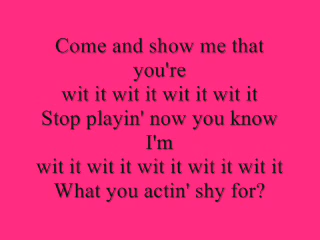 Come and show me that
you're
wit it wit it wit it wit it
Stop playin' now you know
I'm
wit it wit it wit it wit it wit it
What you actin' shy for?